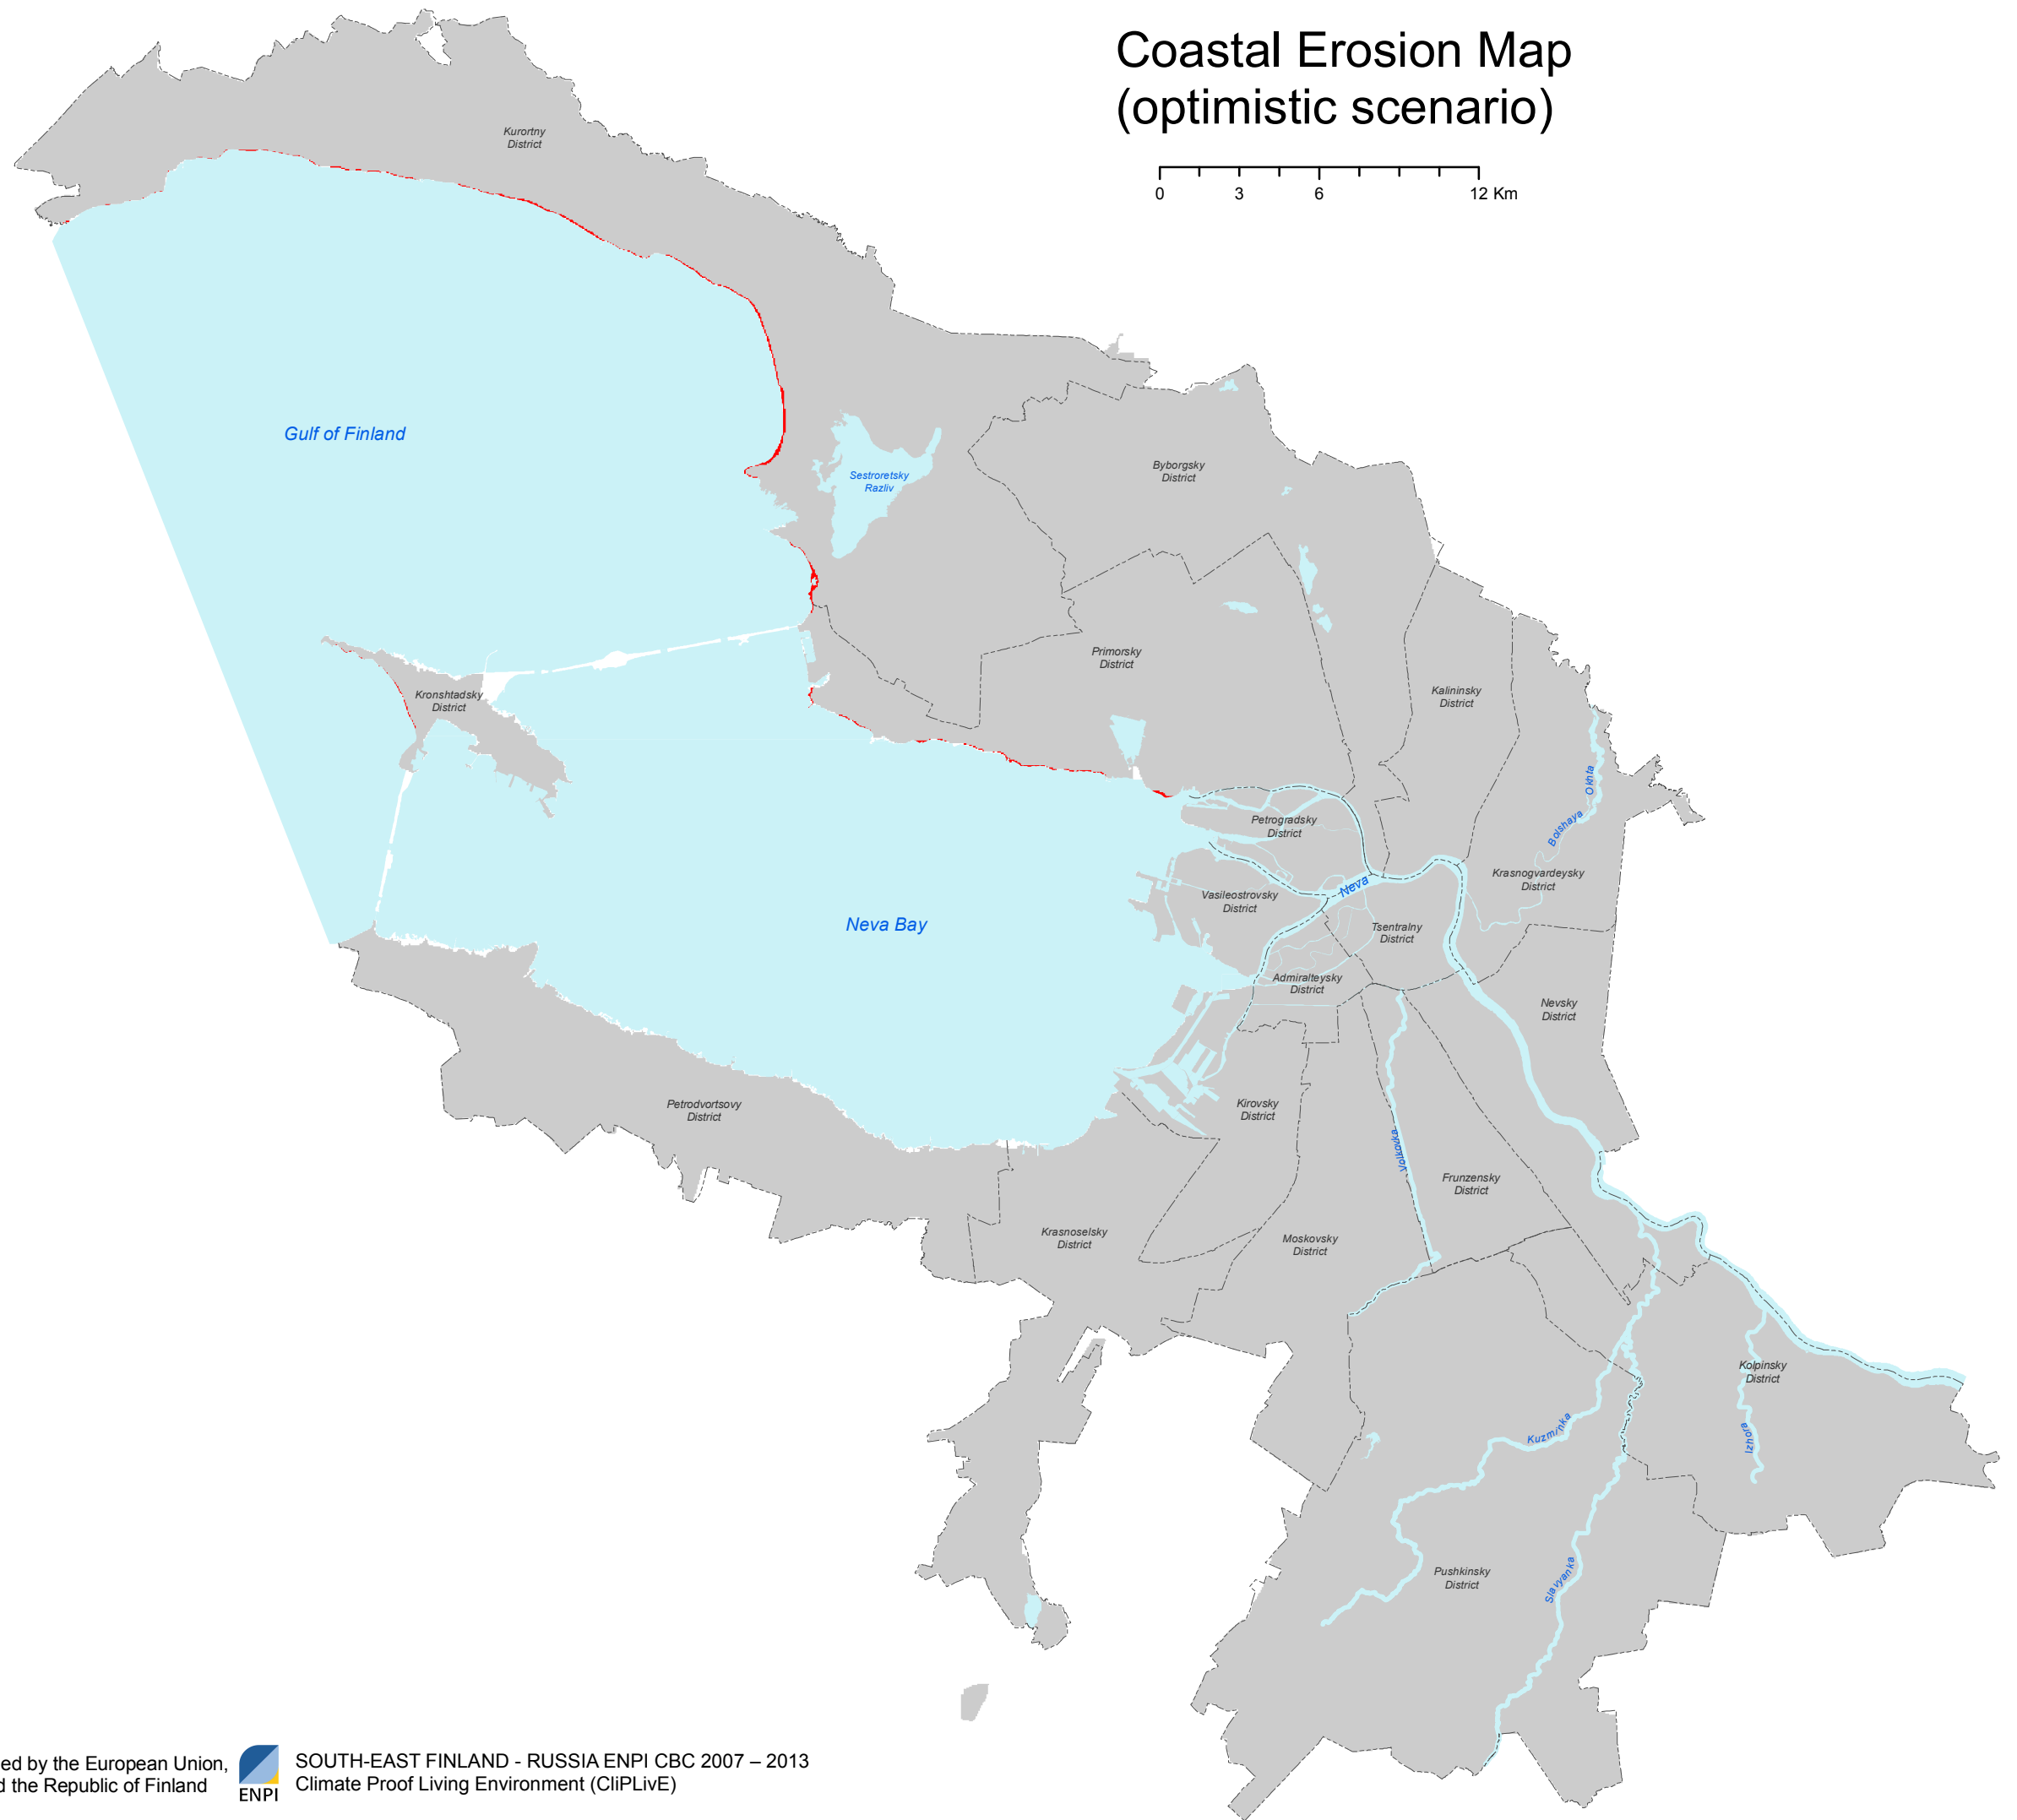 Coastal Erosion Map
(optimistic scenario)
0 3 6 12 Km
Kurortny
District
Gulf of Finland
Sestroretsky
Razliv
Byborgsky
District
Primorsky
District
Kronshtadsky
District
Kalininsky
District
Bolshaya Okhta
Petrogradsky
District
Krasnogvardeysky
District
Neva
Vasileostrovsky
District
Neva Bay
Tsentralny
District
Admiralteysky
District
Nevsky
District
Petrodvortsovy
District
Kirovsky
District
Volkovka
Frunzensky
District
Krasnoselsky
District
Moskovsky
District
Kolpinsky
District
Kuzminka
Izhora
Pushkinsky
District
Slavyanka
ed by the European Union,
d the Republic of Finland
ENPI
SOUTH-EAST FINLAND - RUSSIA ENPI CBC 2007 – 2013
Climate Proof Living Environment (CliPLivE)